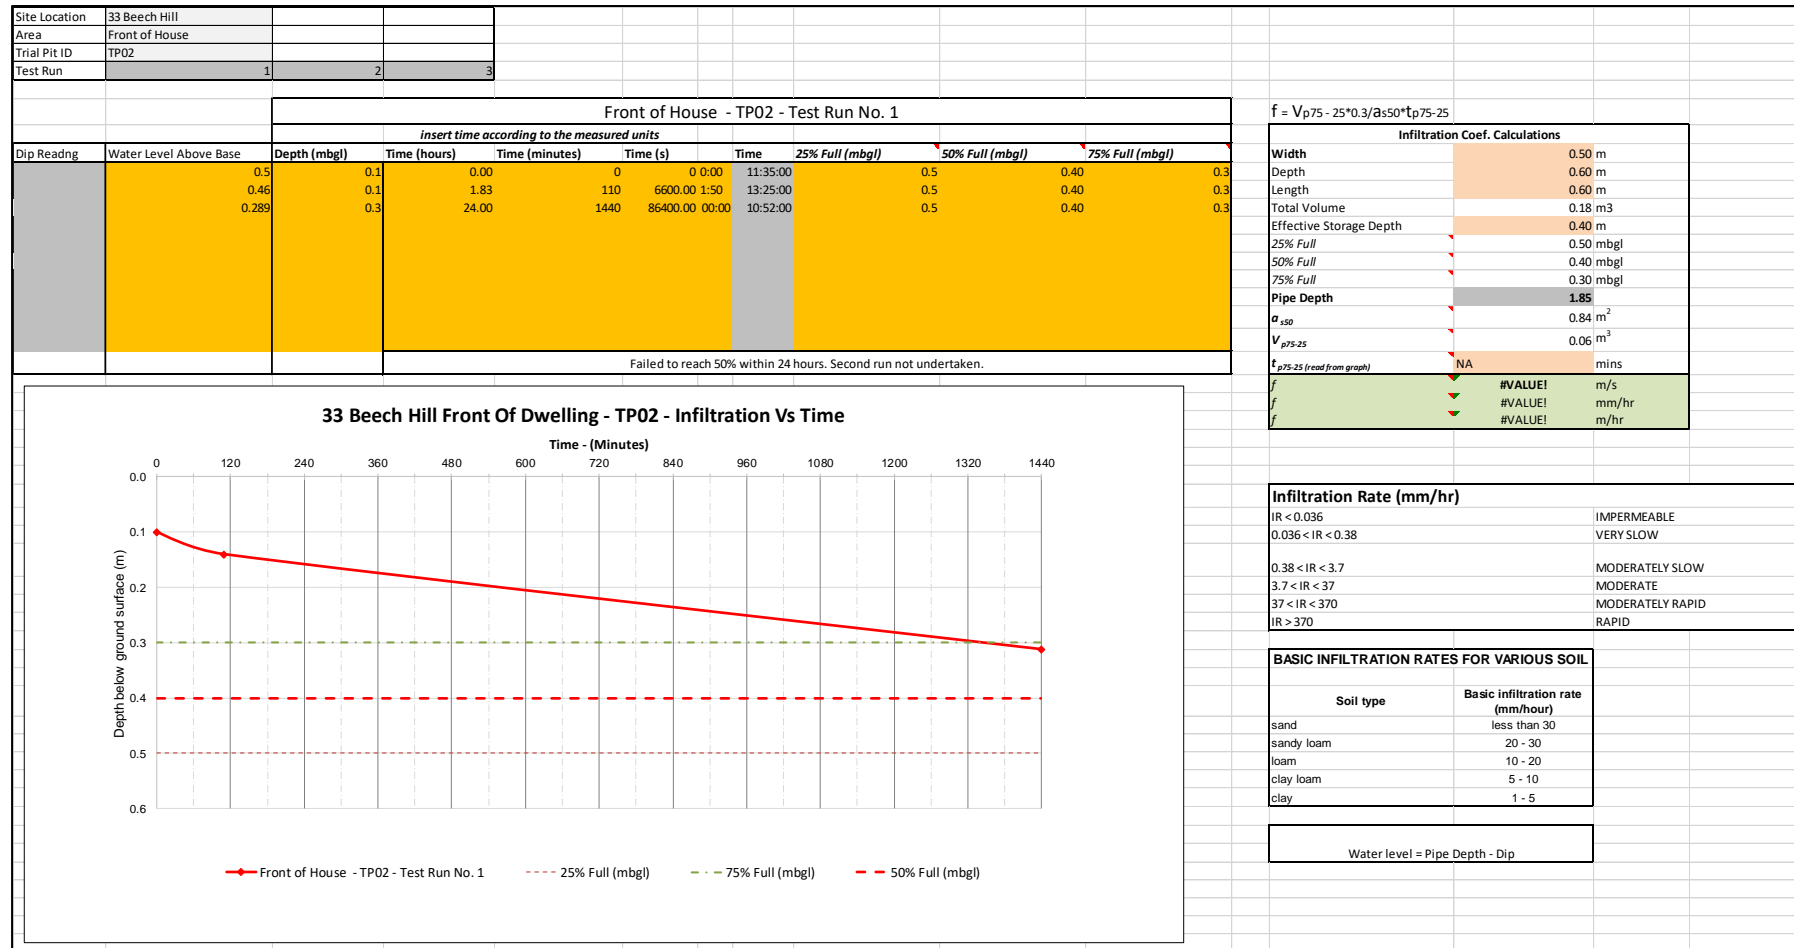 Site Location 33 Beech Hill
Area Front of House
Trial Pit ID TP02
Test Run 1 2 3
Front of House - TP02 - Test Run No. 1
insert time according to the measured units
Dip Readng Water Level Above Base Depth (mbgl) Time (hours) Time (minutes) Time (s) Time 25% Full (mbgl) 50% Full (mbgl) 75% Full (mbgl)
0.5 0.1 0.00 0 0 0:00 11:35:00 0.5 0.40 0.3
0.46 0.1 1.83 110 6600.00 1:50 13:25:00 0.5 0.40 0.3
0.289 0.3 24.00 1440 86400.00 00:00 10:52:00 0.5 0.40 0.3
Failed to reach 50% within 24 hours. Second run not undertaken.
f = Vp75 - 25*0.3/as50*tp75-25
Infiltration Coef. Calculations
Width 0.50 m
Depth 0.60 m
Length 0.60 m
Total Volume 0.18 m3
Effective Storage Depth 0.40 m
25% Full 0.50 mbgl
50% Full 0.40 mbgl
75% Full 0.30 mbgl
Pipe Depth 1.85
a s50 0.84 m2
V p75-25 0.06 m3
t p75-25 (read from graph) NA mins
f #VALUE! m/s
f #VALUE! mm/hr
f #VALUE! m/hr
33 Beech Hill Front Of Dwelling - TP02 - Infiltration Vs Time
Time - (Minutes)
0 120 240 360 480 600 720 840 960 1080 1200 1320 1440
0.0
0.1
0.2
0.3
0.4
0.5
0.6
Depth below ground surface (m)
Front of House - TP02 - Test Run No. 1 25% Full (mbgl) 75% Full (mbgl) 50% Full (mbgl)
Infiltration Rate (mm/hr)
IR < 0.036 IMPERMEABLE
0.036 < IR < 0.38 VERY SLOW
0.38 < IR < 3.7 MODERATELY SLOW
3.7 < IR < 37 MODERATE
37 < IR < 370 MODERATELY RAPID
IR > 370 RAPID
BASIC INFILTRATION RATES FOR VARIOUS SOIL
Soil type Basic infiltration rate
(mm/hour)
sand less than 30
sandy loam 20 - 30
loam 10 - 20
clay loam 5 - 10
clay 1 - 5
Water level = Pipe Depth - Dip